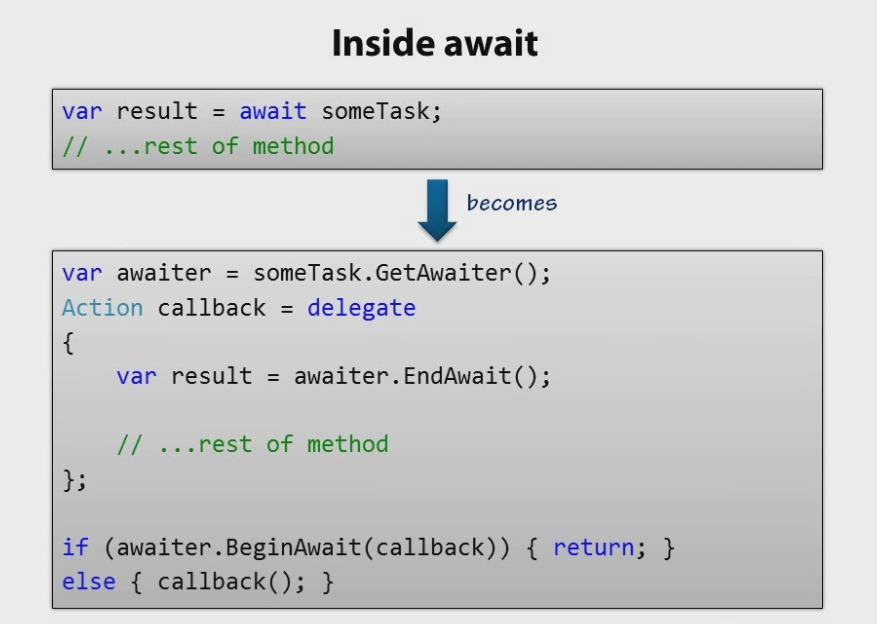 Inside await
var result = await someTask;
// ...rest of method
becomes
var awaiter = someTask.GetAwaiter();
Action callback = delegate
{
    var result = awaiter.EndAwait();
    // ...rest of method
};
if (awaiter.BeginAwait(callback)) { return; }
else { callback(); }